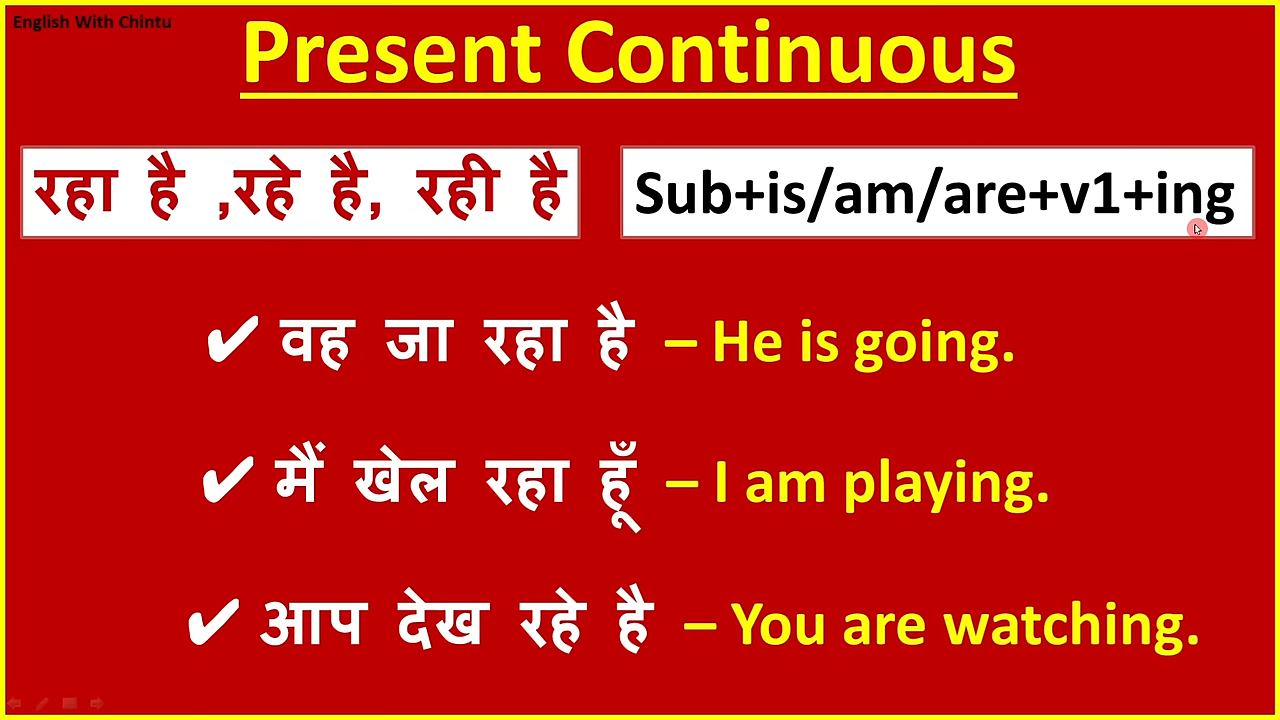 English With Chintu
Present Continuous
रहा है ,रहे है, रही है
Sub+is/am/are+v1+ing
✔ वह जा रहा है – He is going.
✔ मैं खेल रहा हूँ – I am playing.
✔ आप देख रहे है – You are watching.